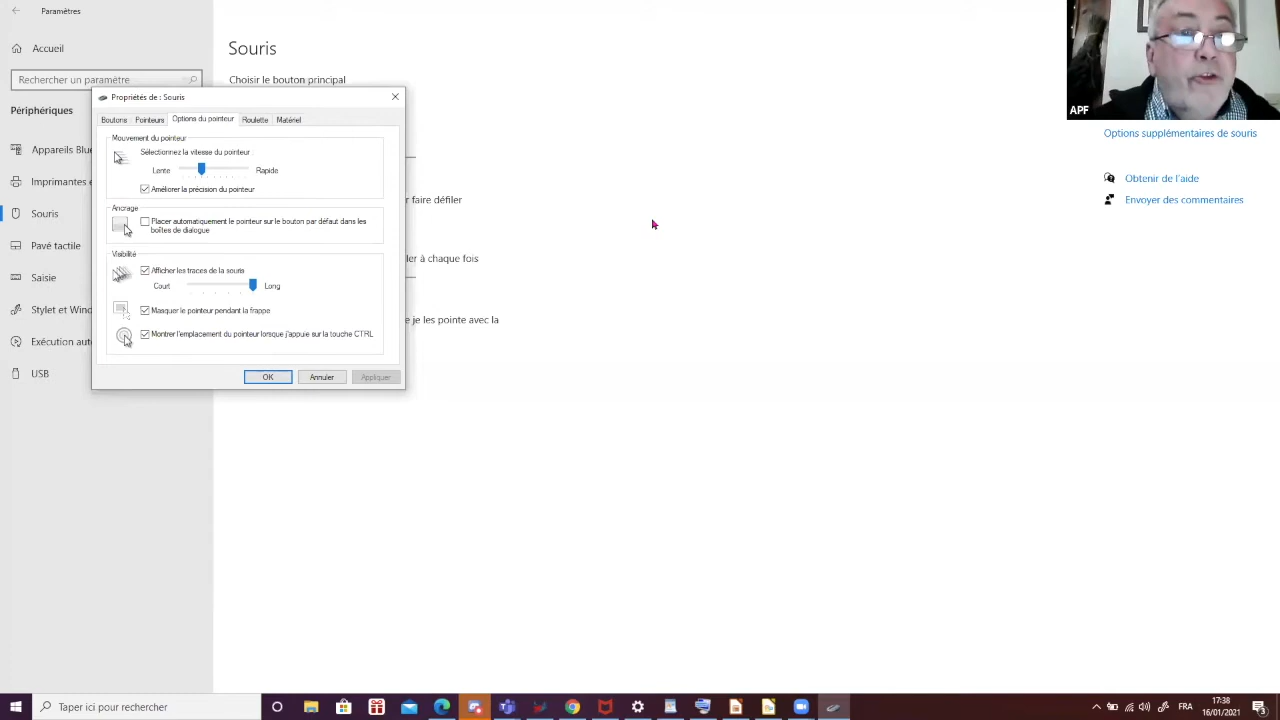 Paramètres
Accueil
Rechercher un paramètre
Périphériques
Appareils Blu
Imprimantes e
Souris
Pavé tactile
Saisie
Stylet et Wind
Exécution auto
USB
Souris
Choisir le bouton principal
r faire défiler
ler à chaque fois
e je les pointe avec la
Propriétés de : Souris
Boutons
Pointeurs
Options du pointeur
Roulette
Matériel
Mouvement du pointeur
Sélectionnez la vitesse du pointeur :
Lente
Rapide
Améliorer la précision du pointeur
Ancrage
Placer automatiquement le pointeur sur le bouton par défaut dans les
boîtes de dialogue
Visibilité
Afficher les traces de la souris
Court
Long
Masquer le pointeur pendant la frappe
Montrer l'emplacement du pointeur lorsque j'appuie sur la touche CTRL
OK
Annuler
Appliquer
APF
Options supplémentaires de souris
Obtenir de l'aide
Envoyer des commentaires
Taper ici pour rechercher
FRA
17:38
16/01/2021
3